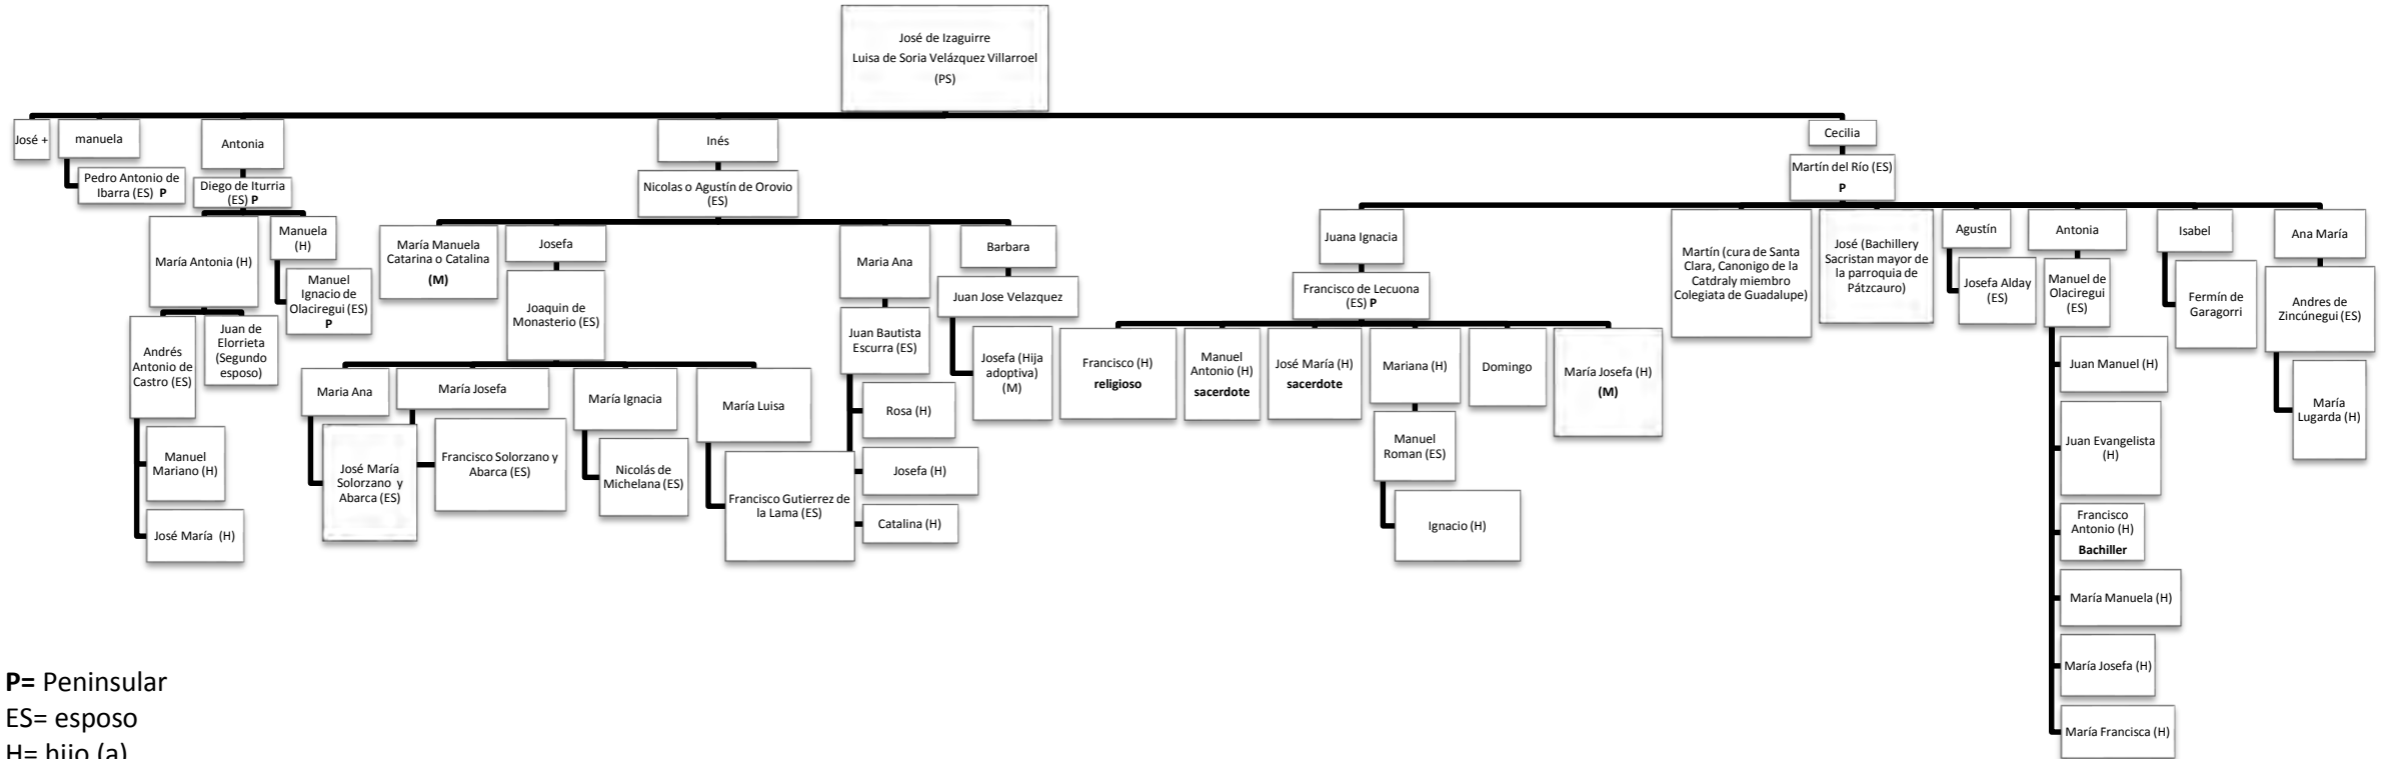 José de Izaguirre
Luisa de Soria Velázquez Villarroel
(PS)
José +
manuela
Pedro Antonio de
Ibarra (ES) P
Antonia
Diego de Iturria
(ES) P
María Antonia (H)
Andrés
Antonio de
Castro (ES)
Manuel
Mariano (H)
José María (H)
Juan de
Elorrieta
(Segundo
esposo)
Manuela
(H)
Manuel
Ignacio de
Olaciregui (ES)
P
Inés
Nicolas o Agustín de Orovio
(ES)
María Manuela
Catarina o Catalina
(M)
Josefa
Joaquin de
Monasterio (ES)
Maria Ana
José María
Solorzano y
Abarca (ES)
María Josefa
Francisco Solorzano y
Abarca (ES)
María Ignacia
Nicolás de
Michelana (ES)
María Luisa
Francisco Gutierrez de
la Lama (ES)
Maria Ana
Juan Bautista
Escurra (ES)
Rosa (H)
Josefa (H)
Catalina (H)
Barbara
Juan Jose Velazquez
Josefa (Hija
adoptiva)
(M)
Cecilia
Martín del Río (ES)
P
Juana Ignacia
Francisco de Lecuona
(ES) P
Francisco (H)
religioso
Manuel
Antonio (H)
sacerdote
José María (H)
sacerdote
Mariana (H)
Manuel
Roman (ES)
Ignacio (H)
Domingo
María Josefa (H)
(M)
Martín (cura de Santa
Clara, Canonigo de la
Catdraly miembro
Colegiata de Guadalupe)
José (Bachillery
Sacristan mayor de
la parroquia de
Pátzcauro)
Agustín
Josefa Alday
(ES)
Antonia
Manuel de
Olaciregui
(ES)
Juan Manuel (H)
Juan Evangelista
(H)
Francisco
Antonio (H)
Bachiller
María Manuela (H)
María Josefa (H)
María Francisca (H)
Isabel
Fermín de
Garagorri
Ana María
Andres de
Zincúnegui (ES)
María
Lugarda (H)
P= Peninsular
ES= esposo
H= hijo (a)